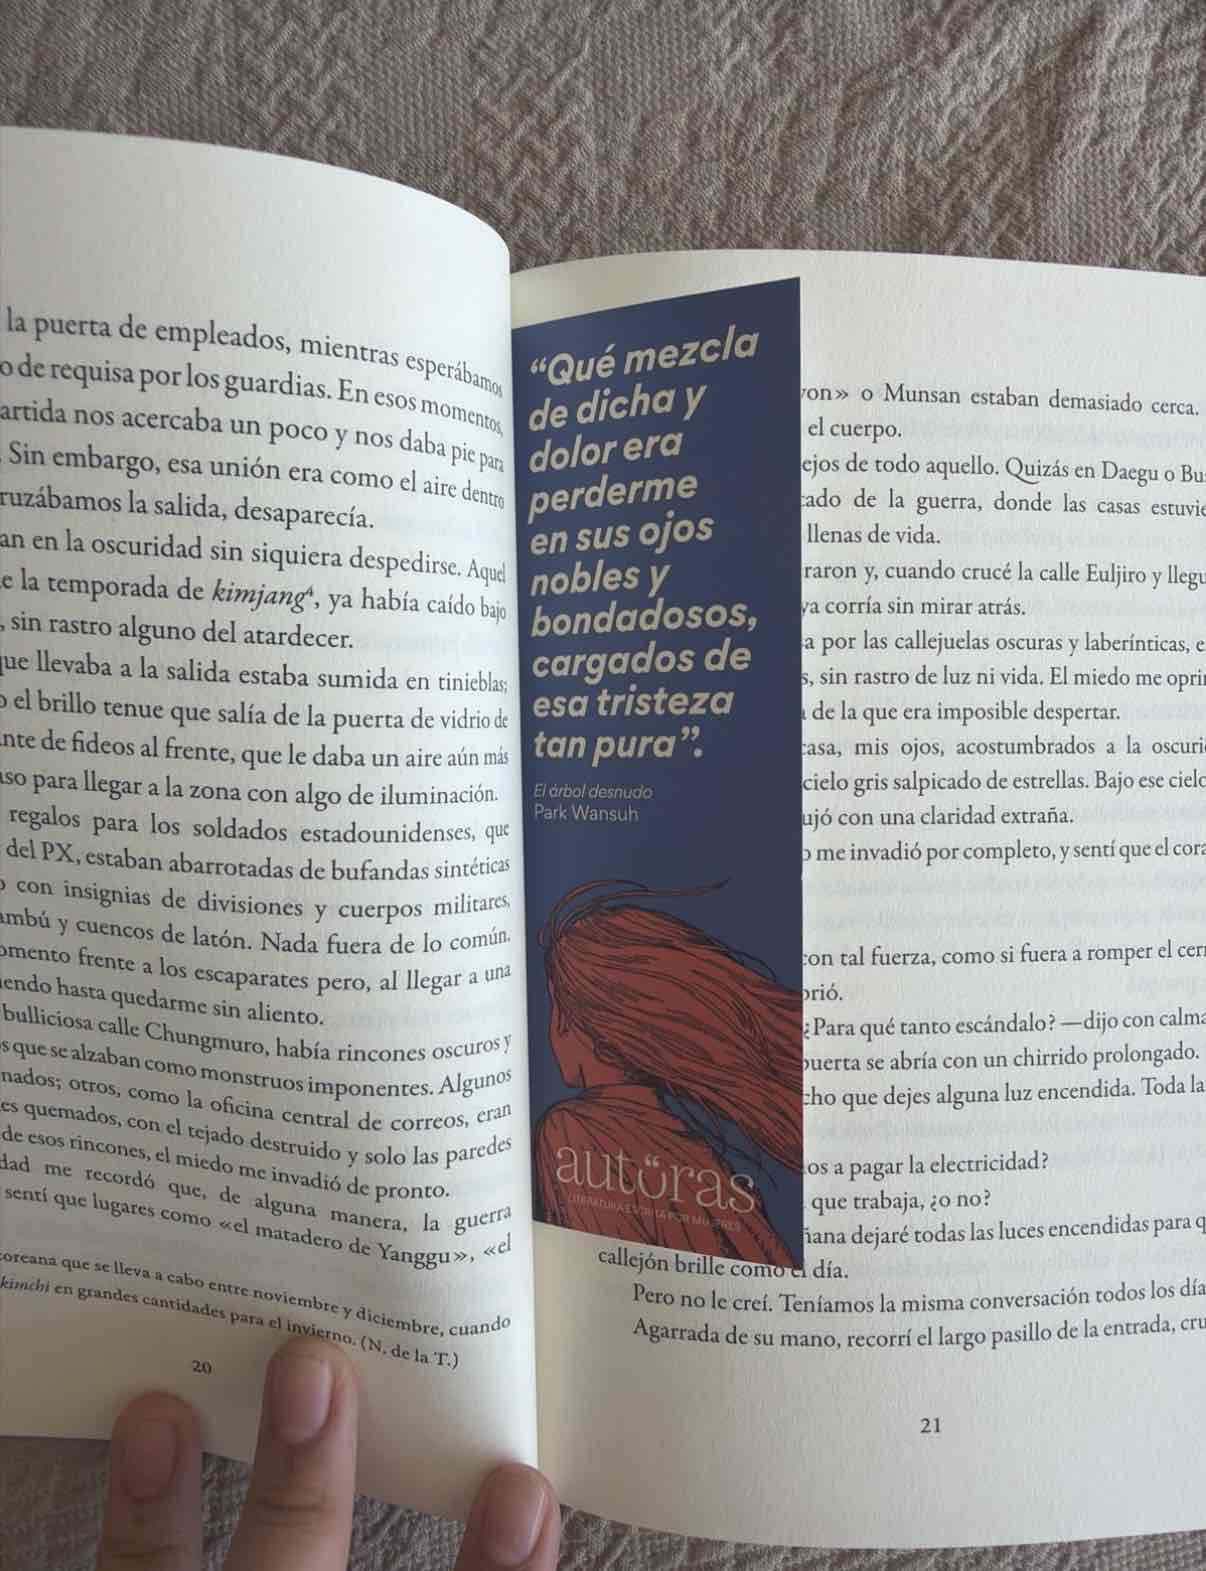 la puerta de empleados, mientras esperábamos
o de requisa por los guardias. En esos momentos,
artida nos acercaba un poco y nos daba pie para
Sin embargo, esa unión era como el aire dentro
ruzábamos la salida, desaparecía.
an en la oscuridad sin siquiera despedirse. Aquel
e la temporada de kimjang⁴, ya había caído bajo
, sin rastro alguno del atardecer.
que llevaba a la salida estaba sumida en tinieblas;
o el brillo tenue que salía de la puerta de vidrio de
ante de fideos al frente, que le daba un aire aún más
aso para llegar a la zona con algo de iluminación.
regalos para los soldados estadounidenses, que
del PX, estaban abarrotadas de bufandas sintéticas
o con insignias de divisiones y cuerpos militares,
ambú y cuencos de latón. Nada fuera de lo común.
omento frente a los escaparates pero, al llegar a una
iendo hasta quedarme sin aliento.
bulliciosa calle Chungmuro, había rincones oscuros y
os que se alzaban como monstruos imponentes. Algunos
nados; otros, como la oficina central de correos, eran
es quemados, con el tejado destruido y solo las paredes
de esos rincones, el miedo me invadió de pronto.
dad me recordó que, de alguna manera, la guerra
sentí que lugares como «el matadero de Yanggu», «el
coreana que se lleva a cabo entre noviembre y diciembre, cuando
kimchi en grandes cantidades para el invierno. (N. de la T.)
20
“Qué mezcla
de dicha y
dolor era
perderme
en sus ojos
nobles y
bondadosos,
cargados de
esa tristeza
tan pura”.
El árbol desnudo
Park Wansuh
autöras
LITERATURA ESCRITA POR MUJERES
yon» o Munsan estaban demasiado cerca.
el cuerpo.
ejos de todo aquello. Quizás en Daegu o Bu
cado de la guerra, donde las casas estuvie
llenas de vida.
raron y, cuando crucé la calle Euljiro y llegu
ya corría sin mirar atrás.
a por las callejuelas oscuras y laberínticas, e
s, sin rastro de luz ni vida. El miedo me opri
a de la que era imposible despertar.
casa, mis ojos, acostumbrados a la oscuri
cielo gris salpicado de estrellas. Bajo ese cielo
ujó con una claridad extraña.
o me invadió por completo, y sentí que el cora
con tal fuerza, como si fuera a romper el cer
brió.
¿Para qué tanto escándalo? —dijo con calma
puerta se abría con un chirrido prolongado.
cho que dejes alguna luz encendida. Toda la
os a pagar la electricidad?
que trabaja, ¿o no?
ñana dejaré todas las luces encendidas para q
callejón brille como el día.
Pero no le creí. Teníamos la misma conversación todos los día
Agarrada de su mano, recorrí el largo pasillo de la entrada, cru
21